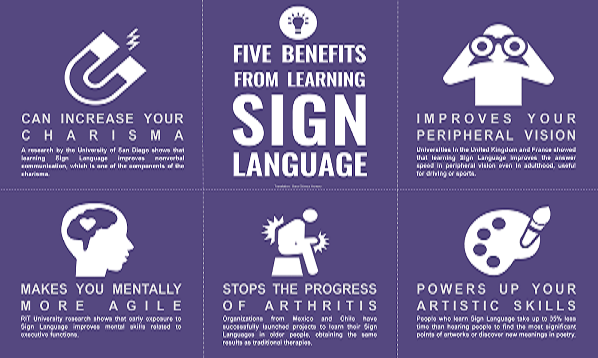 FIVE BENEFITS
FROM LEARNING
SIGN
LANGUAGE
CAN INCREASE YOUR
CHARISMA
A research by the University of San Diego shows that
learning Sign Language improves nonverbal
communication, which is one of the components of the
charisma.
IMPROVES YOUR
PERIPHERAL VISION
Universities in the United Kingdom and France showed
that learning Sign Language improves the answer
speed in peripheral vision even in adulthood, useful
for driving or sports.
MAKES YOU MENTALLY
MORE AGILE
RIT University research shows that early exposure to
Sign Language improves mental skills related to
executive functions.
STOPS THE PROGRESS
OF ARTHRITIS
Organizations from Mexico and Chile have
successfully launched projects to learn their Sign
Languages in older people, obtaining the same
results as traditional therapies.
POWERS UP YOUR
ARTISTIC SKILLS
People who learn Sign Language take up to 35% less
time than hearing people to find the most significant
points of artworks or discover new meanings in poetry.